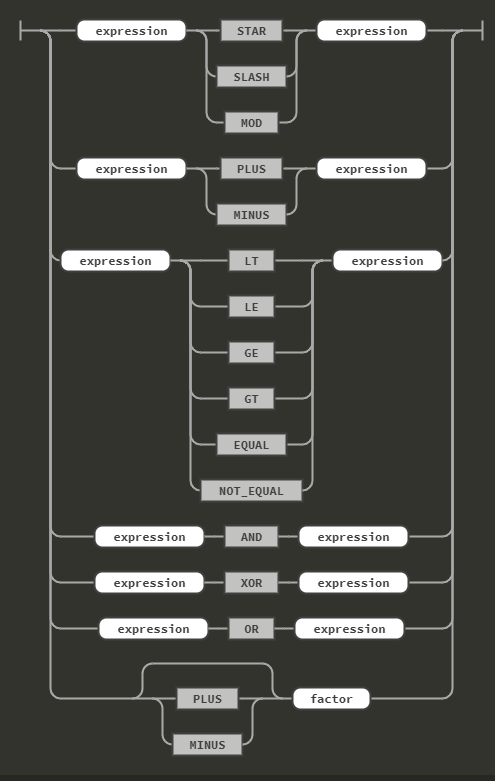 expression STAR expression
SLASH
MOD
expression PLUS expression
MINUS
expression LT expression
LE
GE
GT
EQUAL
NOT_EQUAL
expression AND expression
expression XOR expression
expression OR expression
PLUS factor
MINUS